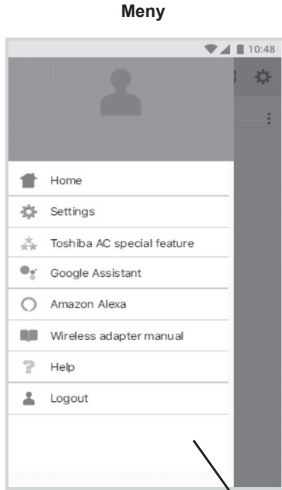 Meny
10:48
Home
Settings
Toshiba AC special feature
Google Assistant
Amazon Alexa
Wireless adapter manual
Help
Logout